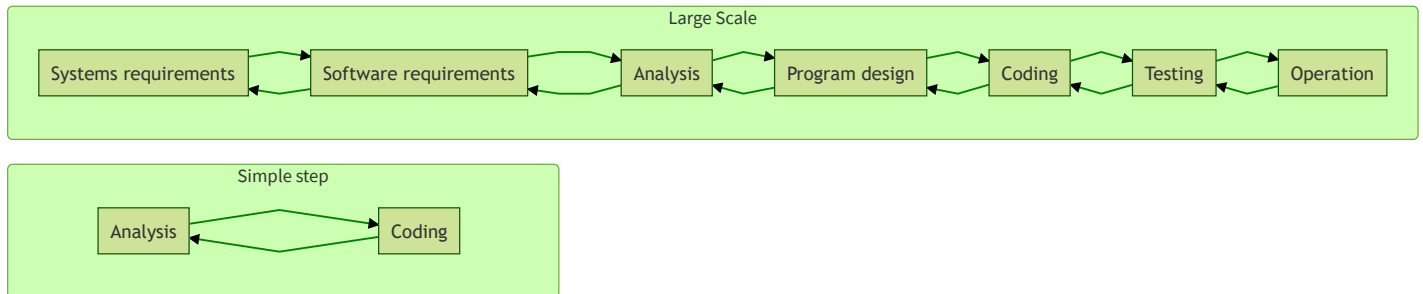 Large Scale
Systems requirements
Software requirements
Analysis
Program design
Coding
Testing
Operation
Simple step
Analysis
Coding